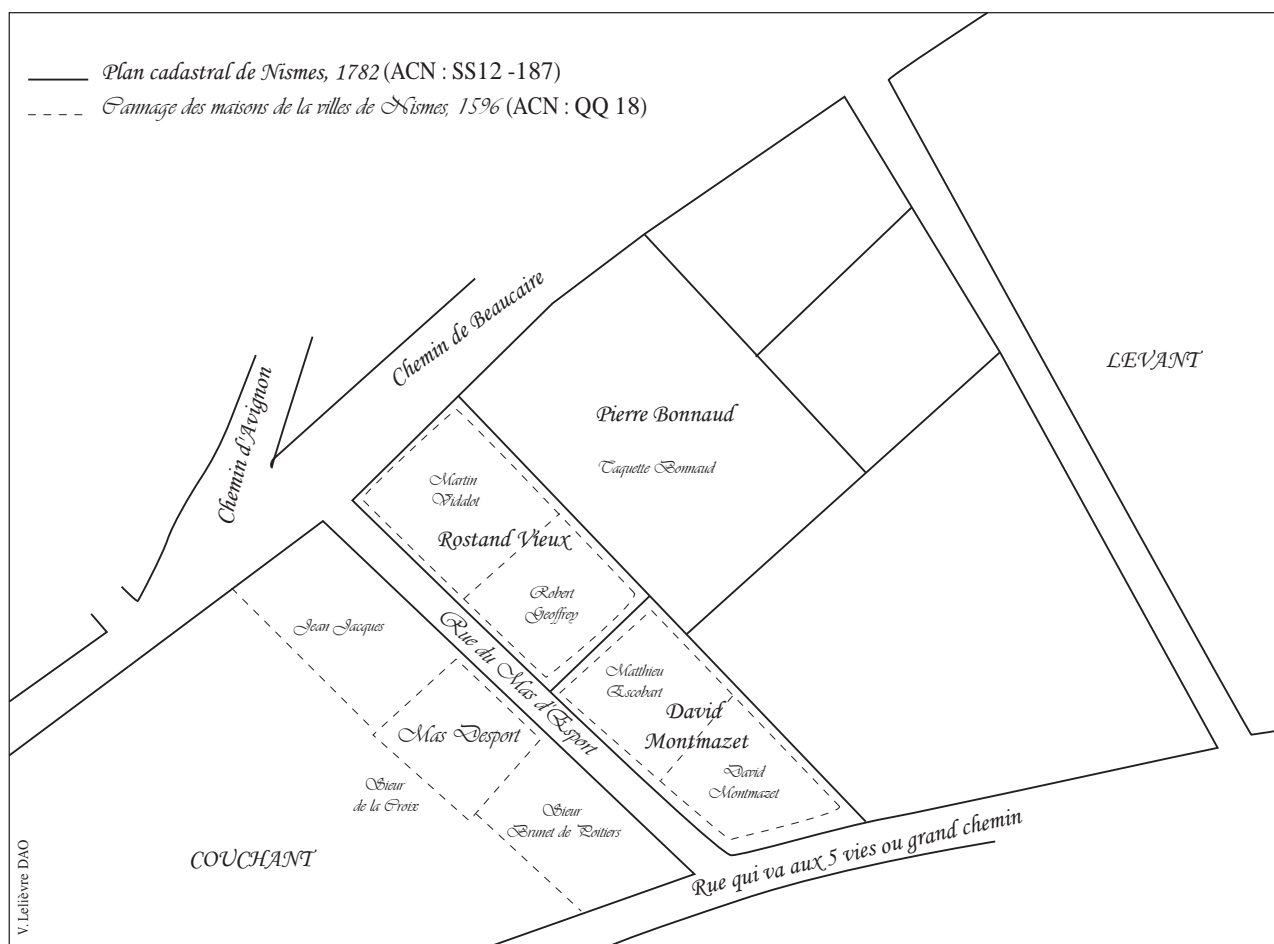 Plan cadastral de Nismes, 1782 (ACN : SS12 -187)
Cannage des maisons de la villes de Nismes, 1596 (ACN : QQ 18)
Chemin de Beaucaire
Chemin d'Avignon
LEVANT
Pierre Bonnaud
Taquette Bonnaud
Martin
Vidalot
Rostand Vieux
Robert
Geoffrey
Jean Jacques
Rue du Mas d'Esport
Matthieu
Escobart
David
Montmazet
Mas Desport
David
Montmazet
Sieur
de la Croix
Sieur
Brunet de Poitiers
COUCHANT
Rue qui va aux 5 vies ou grand chemin
V. Lelièvre DAO